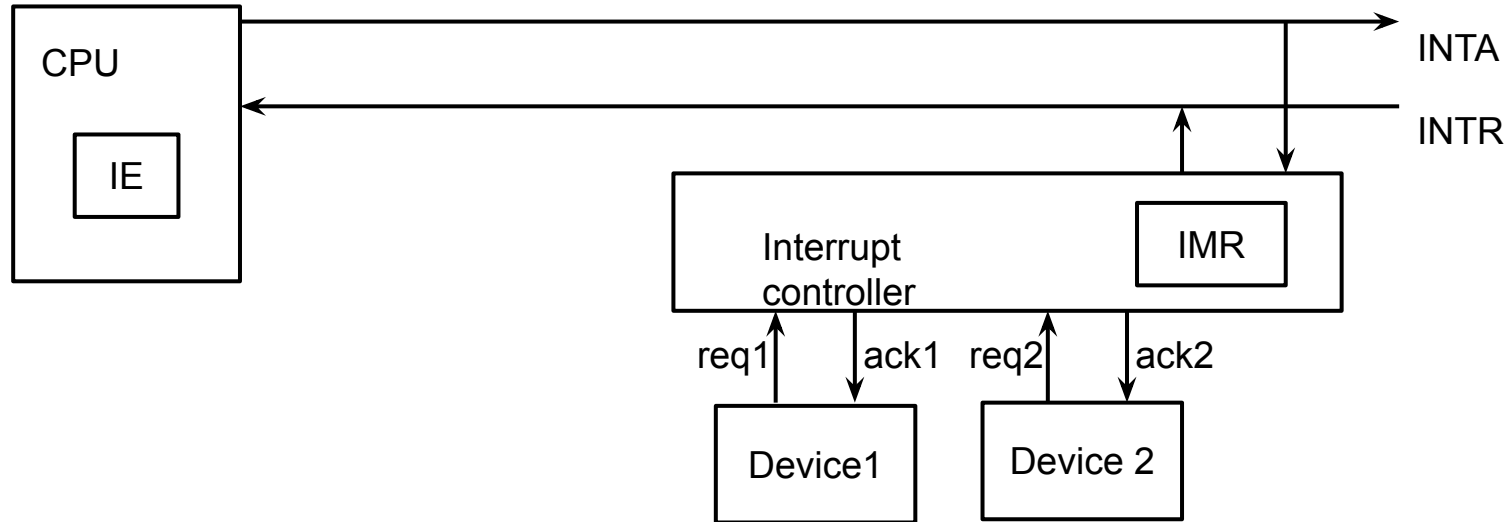 CPU
INTA
INTR
IE
Interrupt
controller
IMR
req1
ack1
req2
ack2
Device1
Device 2